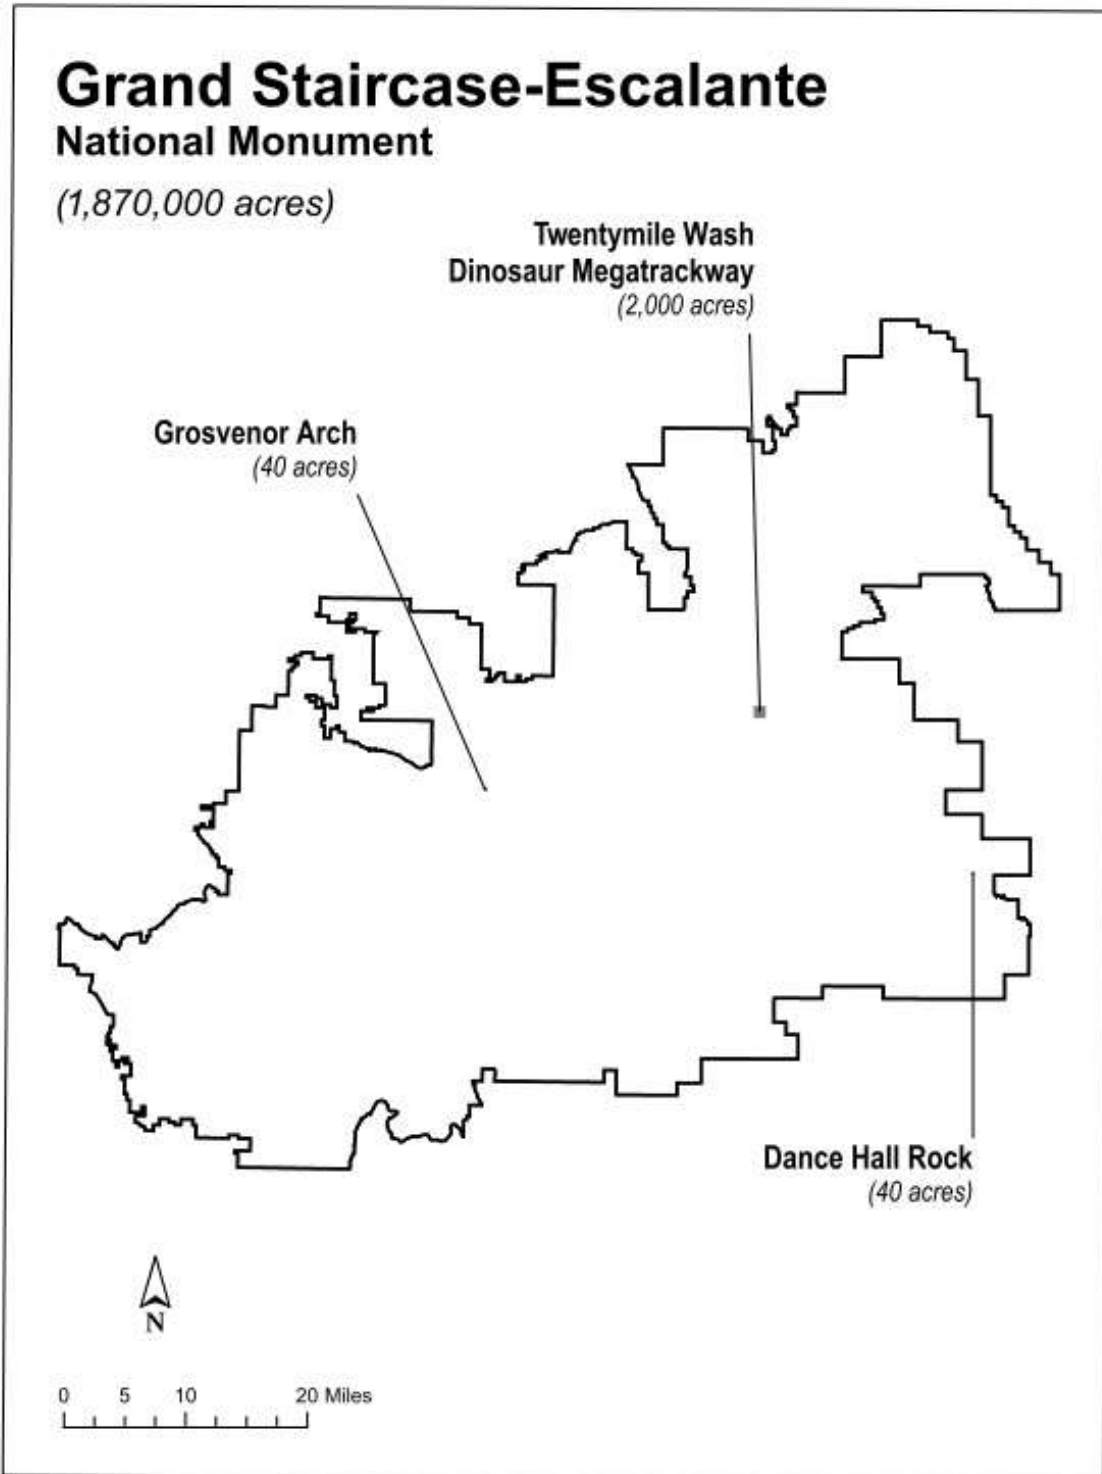 Grand Staircase-Escalante
National Monument
(1,870,000 acres)
Twentymile Wash
Dinosaur Megatrackway
(2,000 acres)
Grosvenor Arch
(40 acres)
Dance Hall Rock
(40 acres)
N
0 5 10 20 Miles